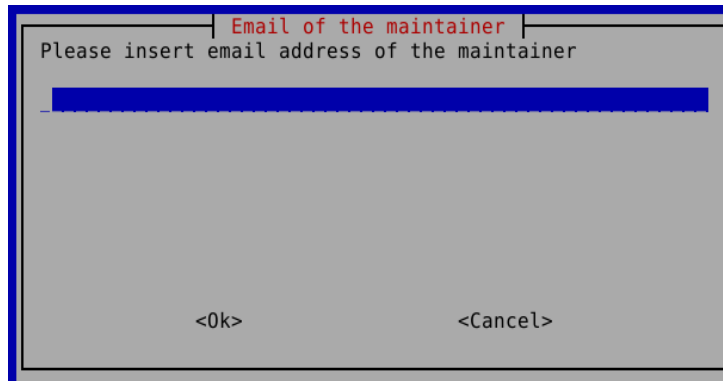 Email of the maintainer
Please insert email address of the maintainer
<Ok> <Cancel>